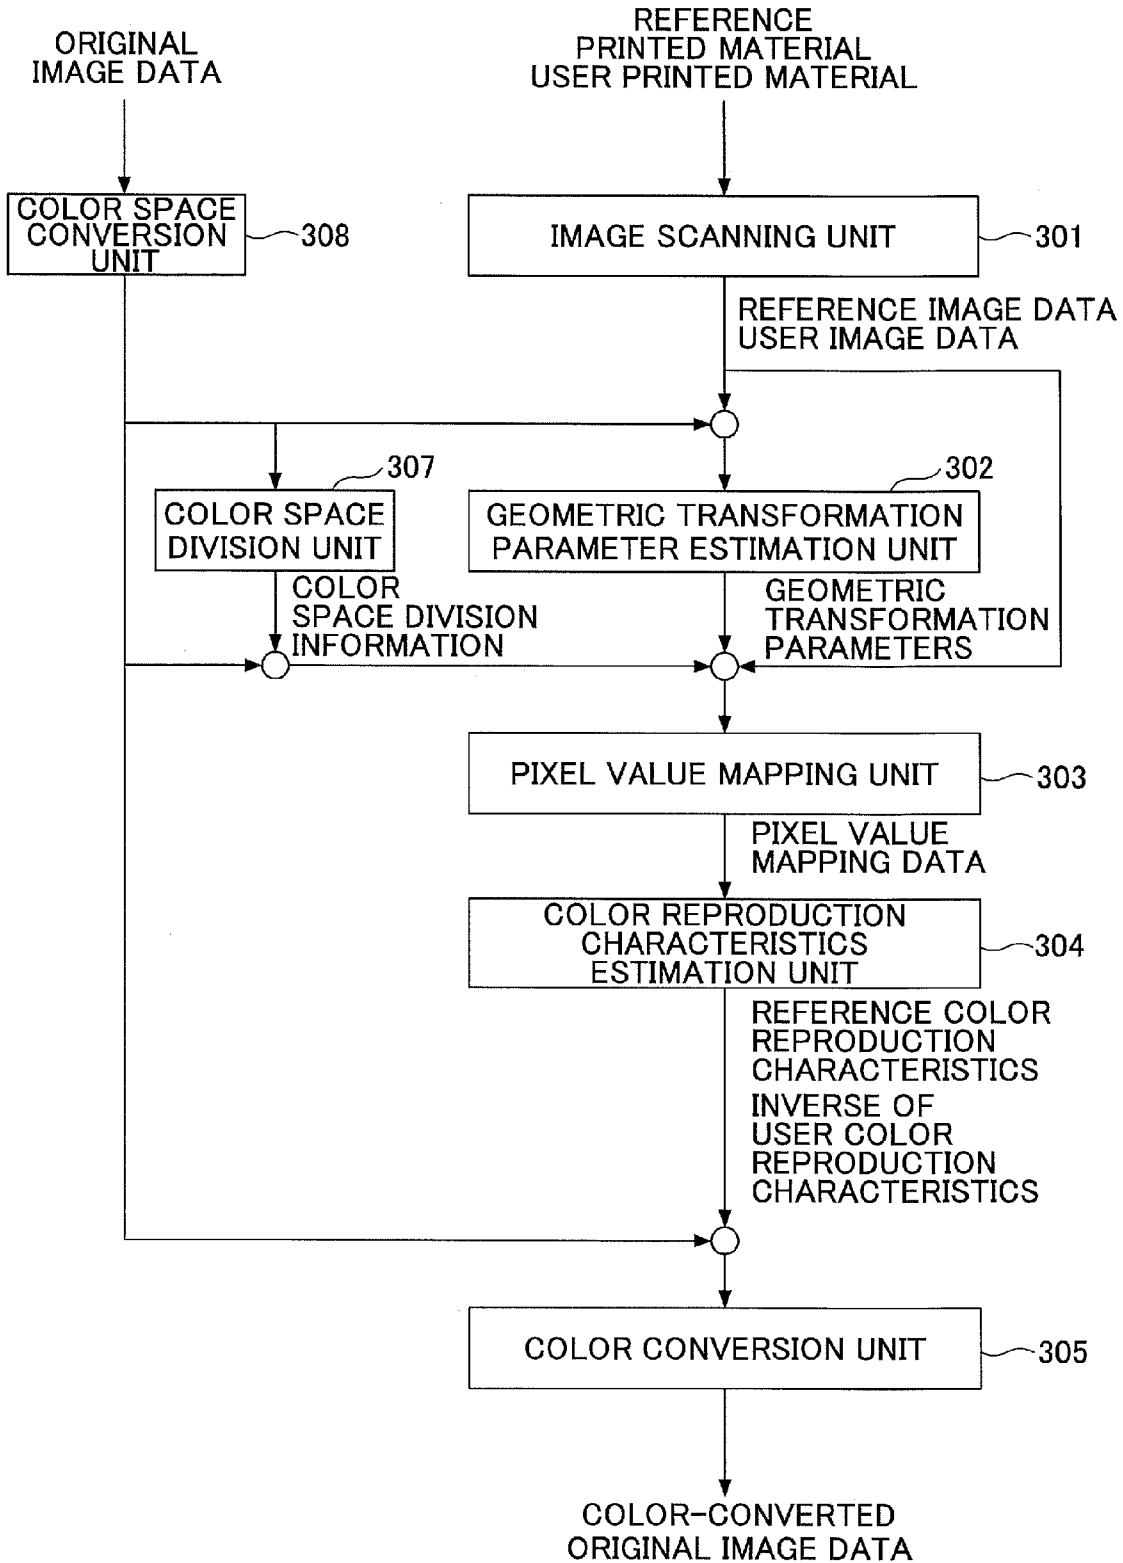 ORIGINAL
IMAGE DATA
REFERENCE
PRINTED MATERIAL
USER PRINTED MATERIAL
COLOR SPACE
CONVERSION
UNIT
308
IMAGE SCANNING UNIT
301
REFERENCE IMAGE DATA
USER IMAGE DATA
307
COLOR SPACE
DIVISION UNIT
302
GEOMETRIC TRANSFORMATION
PARAMETER ESTIMATION UNIT
COLOR
SPACE DIVISION
INFORMATION
GEOMETRIC
TRANSFORMATION
PARAMETERS
PIXEL VALUE MAPPING UNIT
303
PIXEL VALUE
MAPPING DATA
COLOR REPRODUCTION
CHARACTERISTICS
ESTIMATION UNIT
304
REFERENCE COLOR
REPRODUCTION
CHARACTERISTICS
INVERSE OF
USER COLOR
REPRODUCTION
CHARACTERISTICS
COLOR CONVERSION UNIT
305
COLOR-CONVERTED
ORIGINAL IMAGE DATA